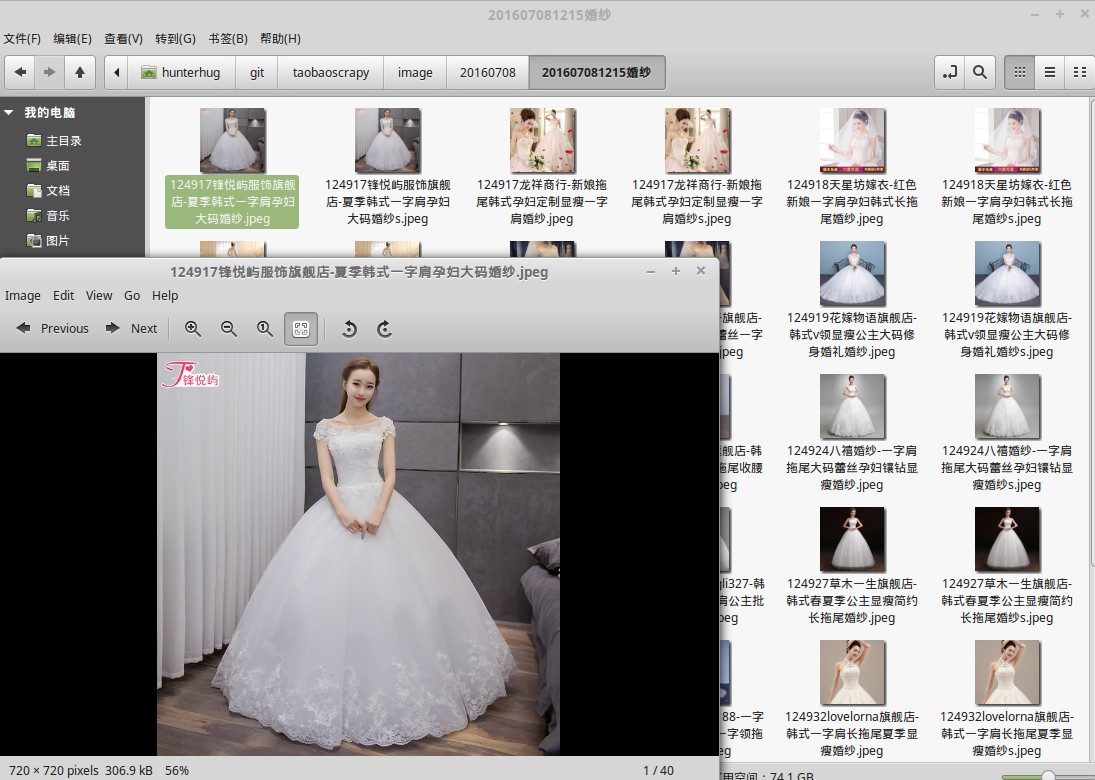 201607081215婚纱
文件(F) 编辑(E) 查看(V) 转到(G) 书签(B) 帮助(H)
hunterhug git taobaoscrapy image 20160708 201607081215婚纱
我的电脑
主目录
桌面
文档
音乐
图片
124917锋悦屿服饰旗舰
店-夏季韩式一字肩孕妇
大码婚纱.jpeg
124917锋悦屿服饰旗舰
店-夏季韩式一字肩孕妇
大码婚纱s.jpeg
124917龙祥商行-新娘拖
尾韩式孕妇定制显瘦一字
肩婚纱.jpeg
124917龙祥商行-新娘拖
尾韩式孕妇定制显瘦一字
肩婚纱s.jpeg
124918天星坊嫁衣-红色
新娘一字肩孕妇韩式长拖
尾婚纱.jpeg
124918天星坊嫁衣-红色
新娘一字肩孕妇韩式长拖
尾婚纱s.jpeg
旗舰店-
蕾丝一字
jpeg
124919花嫁物语旗舰店-
韩式v领显瘦公主大码修
身婚礼婚纱.jpeg
124919花嫁物语旗舰店-
韩式v领显瘦公主大码修
身婚礼婚纱s.jpeg
舰店-韩
拖尾收腰
peg
124924八禧婚纱-一字肩
拖尾大码蕾丝孕妇镶钻显
瘦婚纱.jpeg
124924八禧婚纱-一字肩
拖尾大码蕾丝孕妇镶钻显
瘦婚纱s.jpeg
gli327-韩
肩公主批
peg
124927草木一生旗舰店-
韩式春夏季公主显瘦简约
长拖尾婚纱.jpeg
124927草木一生旗舰店-
韩式春夏季公主显瘦简约
长拖尾婚纱s.jpeg
88-一字
一字领拖
eg
124932lovelorna旗舰店-
韩式一字肩长拖尾夏季显
瘦婚纱.jpeg
124932lovelorna旗舰店-
韩式一字肩长拖尾夏季显
瘦婚纱s.jpeg
用空间：74.1 GB
124917锋悦屿服饰旗舰店-夏季韩式一字肩孕妇大码婚纱.jpeg
Image Edit View Go Help
Previous Next
锋悦屿
720 × 720 pixels 306.9 kB 56%
1 / 40